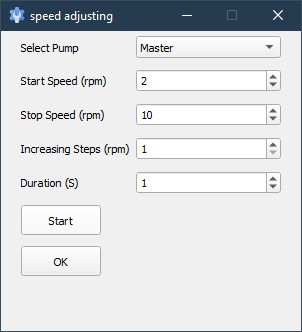 speed adjusting
Select Pump Master
Start Speed (rpm) 2
Stop Speed (rpm) 10
Increasing Steps (rpm) 1
Duration (S) 1
Start
OK